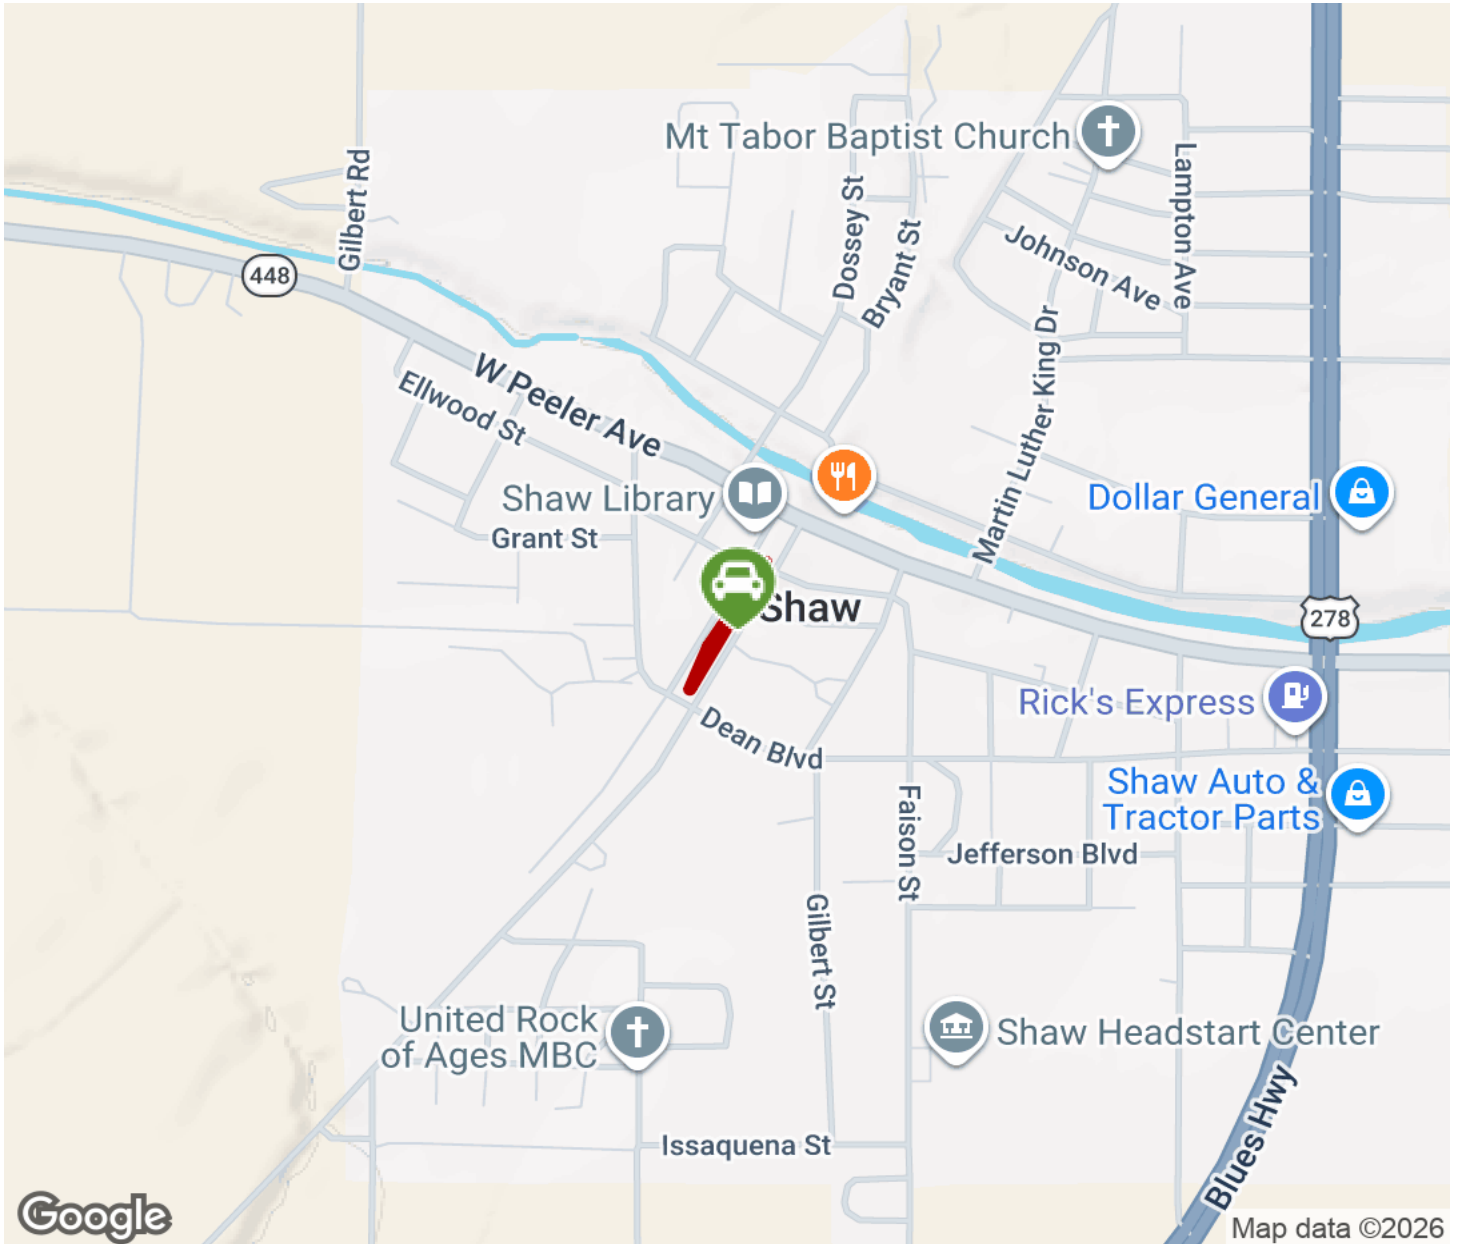 Mt Tabor Baptist Church
Gilbert Rd
Lampton Ave
Dossey St
Bryant St
Johnson Ave
448
Martin Luther King Dr
W Peeler Ave
Ellwood St
Shaw Library
Dollar General
Grant St
Shaw
278
Rick's Express
Dean Blvd
Shaw Auto &
Tractor Parts
Faison St
Jefferson Blvd
Gilbert St
United Rock
of Ages MBC
Shaw Headstart Center
Blues Hwy
Issaquena St
Google
Map data ©2026